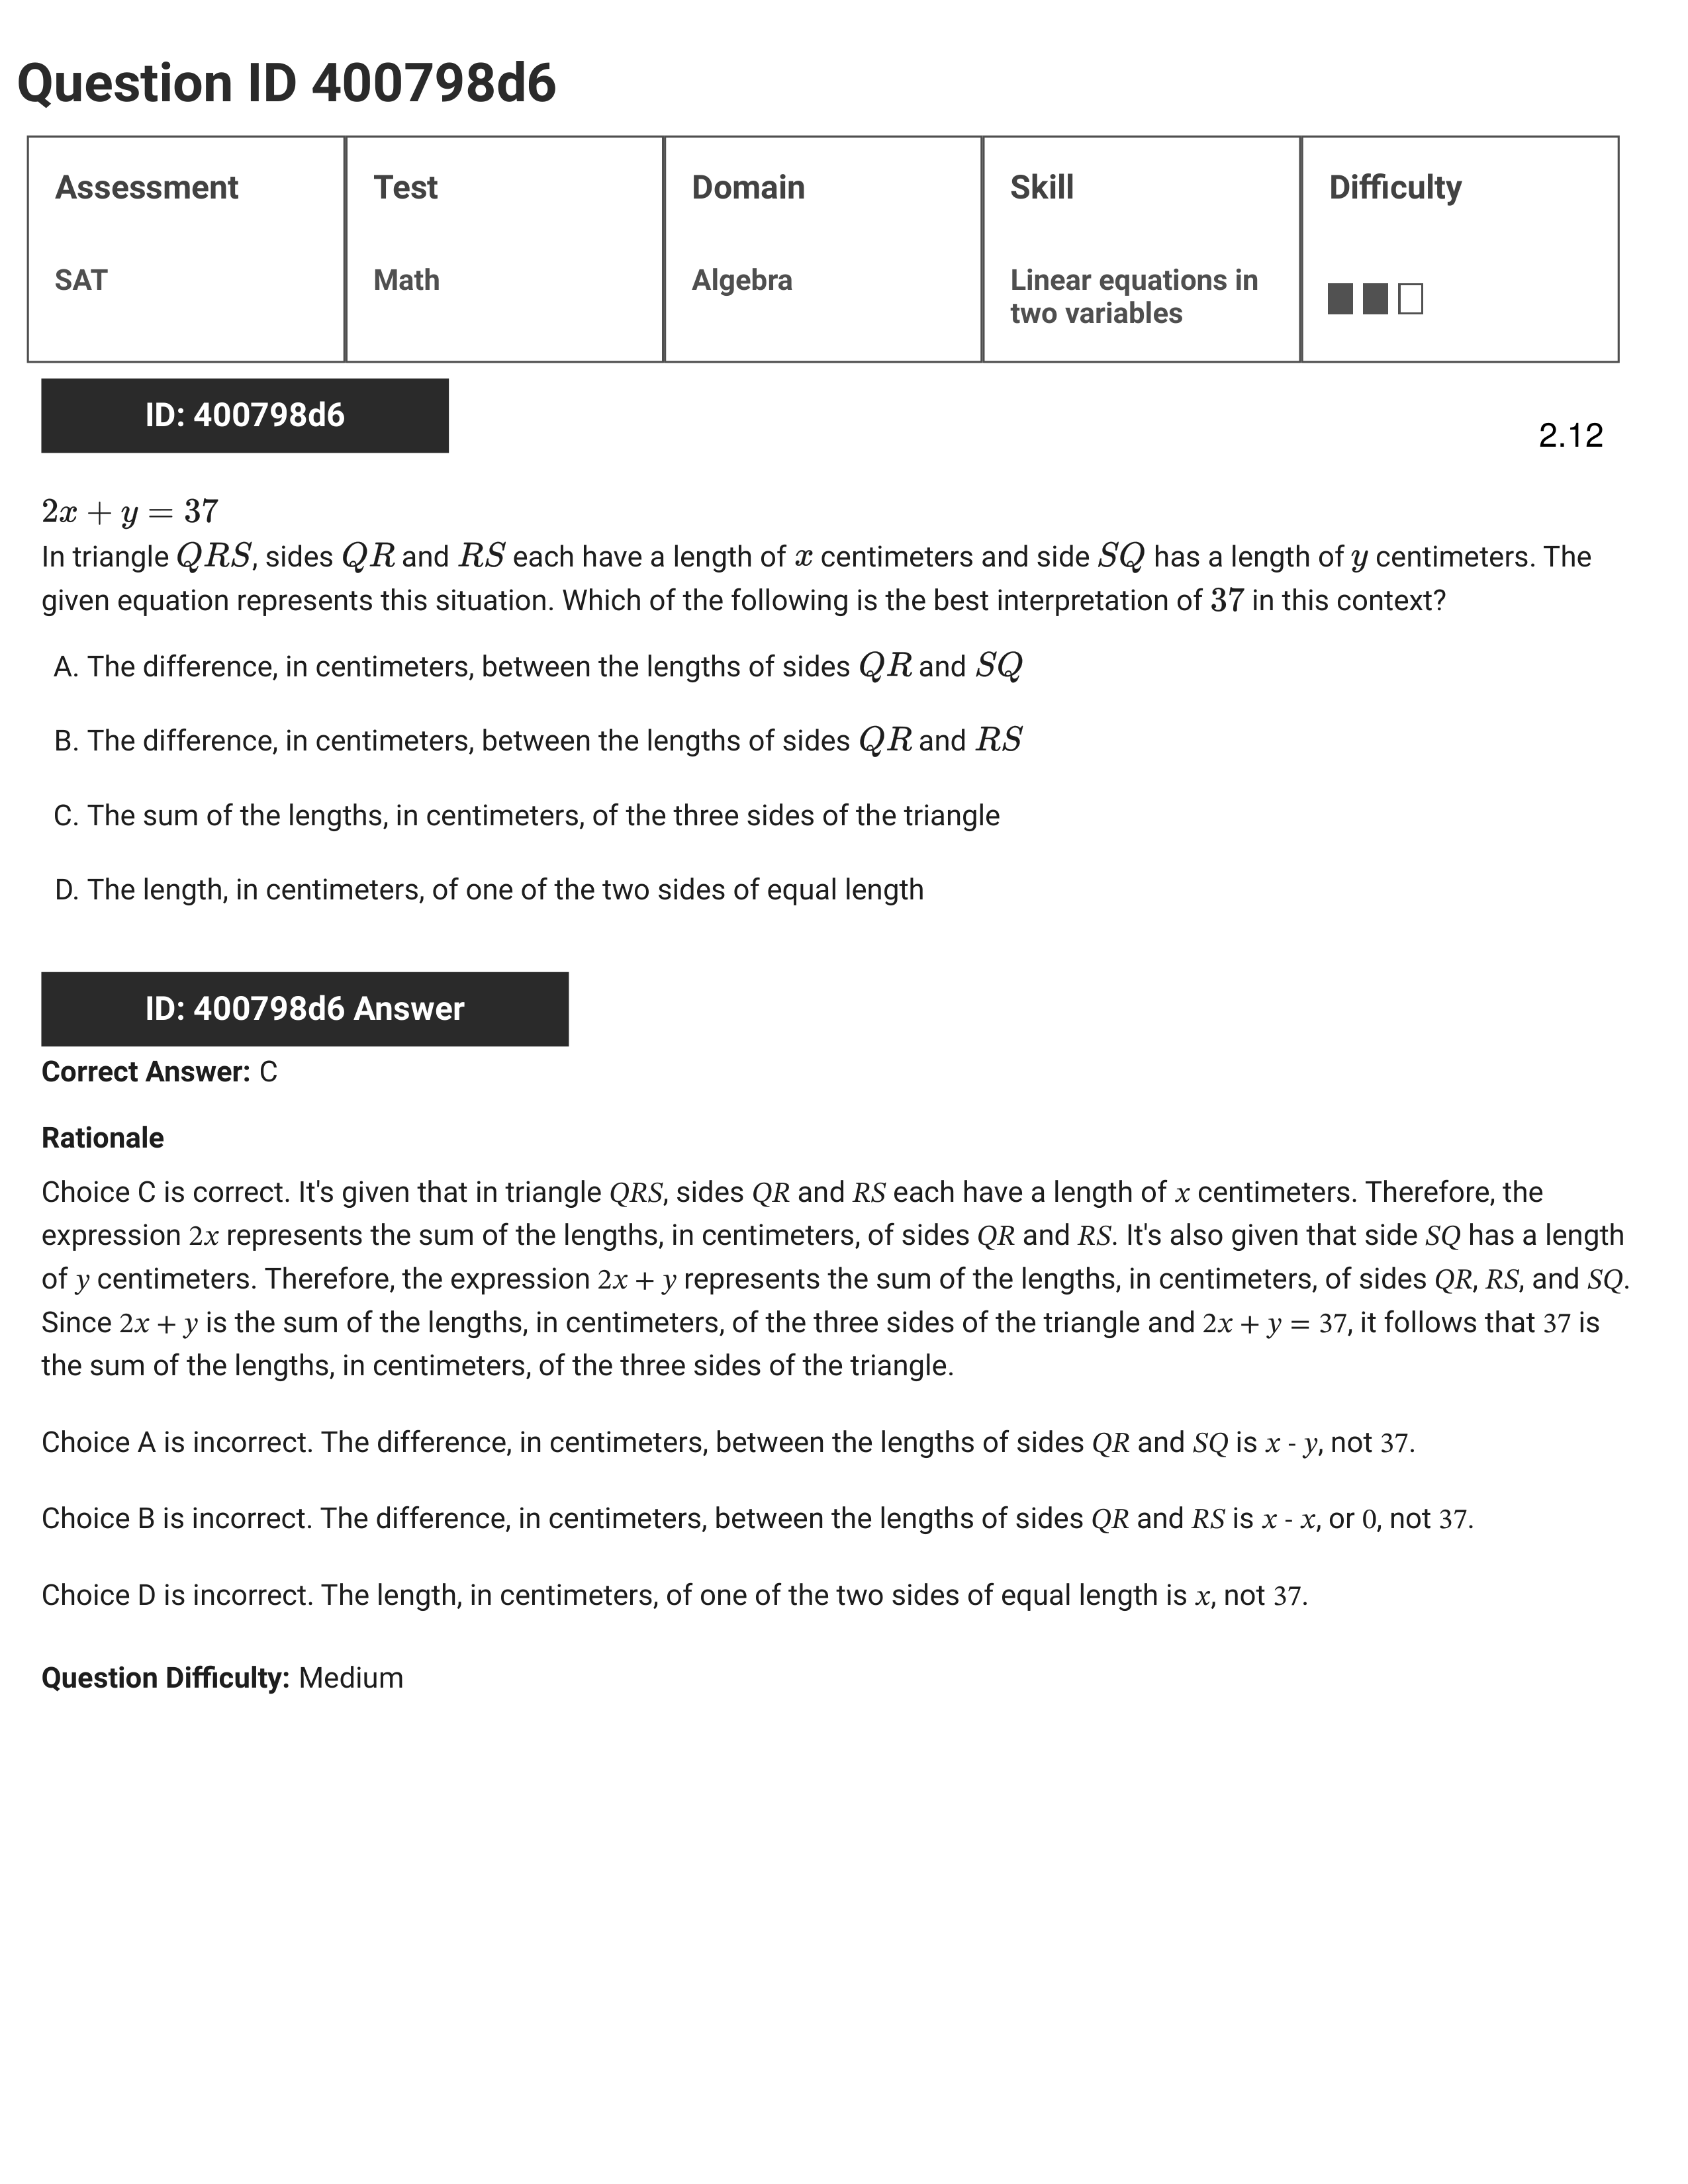 Question ID 400798d6
Assessment
Test
Domain
Skill
Difficulty
SAT
Math
Algebra
Linear equations in
two variables
ID: 400798d6
2.12
2x + y = 37
In triangle QRS, sides QR and RS each have a length of x centimeters and side SQ has a length of y centimeters. The
given equation represents this situation. Which of the following is the best interpretation of 37 in this context?
A. The difference, in centimeters, between the lengths of sides QR and SQ
B. The difference, in centimeters, between the lengths of sides QR and RS
C. The sum of the lengths, in centimeters, of the three sides of the triangle
D. The length, in centimeters, of one of the two sides of equal length
ID: 400798d6 Answer
Correct Answer: C
Rationale
Choice C is correct. It's given that in triangle QRS, sides QR and RS each have a length of x centimeters. Therefore, the
expression 2x represents the sum of the lengths, in centimeters, of sides QR and RS. It's also given that side SQ has a length
of y centimeters. Therefore, the expression 2x + y represents the sum of the lengths, in centimeters, of sides QR, RS, and SQ.
Since 2x + y is the sum of the lengths, in centimeters, of the three sides of the triangle and 2x + y = 37, it follows that 37 is
the sum of the lengths, in centimeters, of the three sides of the triangle.
Choice A is incorrect. The difference, in centimeters, between the lengths of sides QR and SQ is x - y, not 37.
Choice B is incorrect. The difference, in centimeters, between the lengths of sides QR and RS is x - x, or 0, not 37.
Choice D is incorrect. The length, in centimeters, of one of the two sides of equal length is x, not 37.
Question Difficulty: Medium